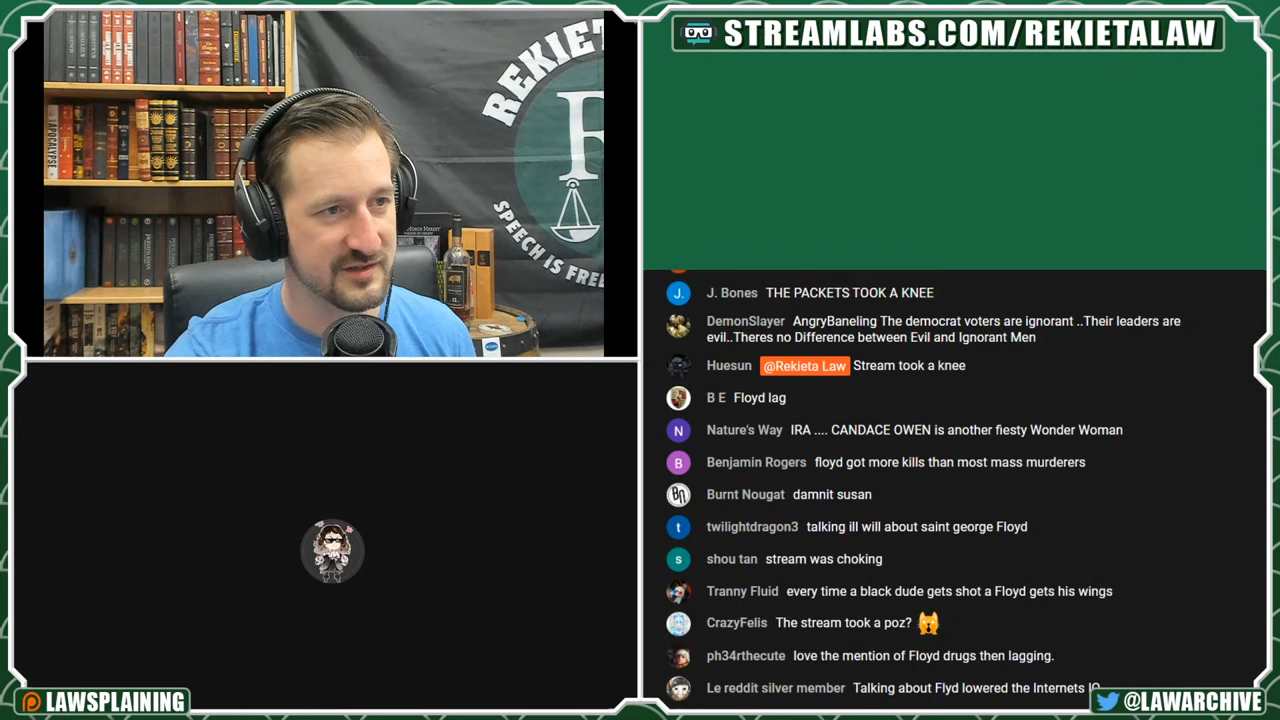 STREAMLABS.COM/REKIETALAW
REKIET
R
SPEECH IS FREE
APOCALYPSE
J. J. Bones THE PACKETS TOOK A KNEE
DemonSlayer AngryBaneling The democrat voters are ignorant ..Their leaders are
evil..Theres no Difference between Evil and Ignorant Men
Huesun @Rekieta Law Stream took a knee
B E Floyd lag
N Nature's Way IRA .... CANDACE OWEN is another fiesty Wonder Woman
B Benjamin Rogers floyd got more kills than most mass murderers
Burnt Nougat damnit susan
t twilightdragon3 talking ill will about saint george Floyd
s shou tan stream was choking
Tranny Fluid every time a black dude gets shot a Floyd gets his wings
CrazyFelis The stream took a poz?
ph34rthecute love the mention of Floyd drugs then lagging.
Le reddit silver member Talking about Flyd lowered the Internets IQ
LAWSPLAINING
@LAWARCHIVE